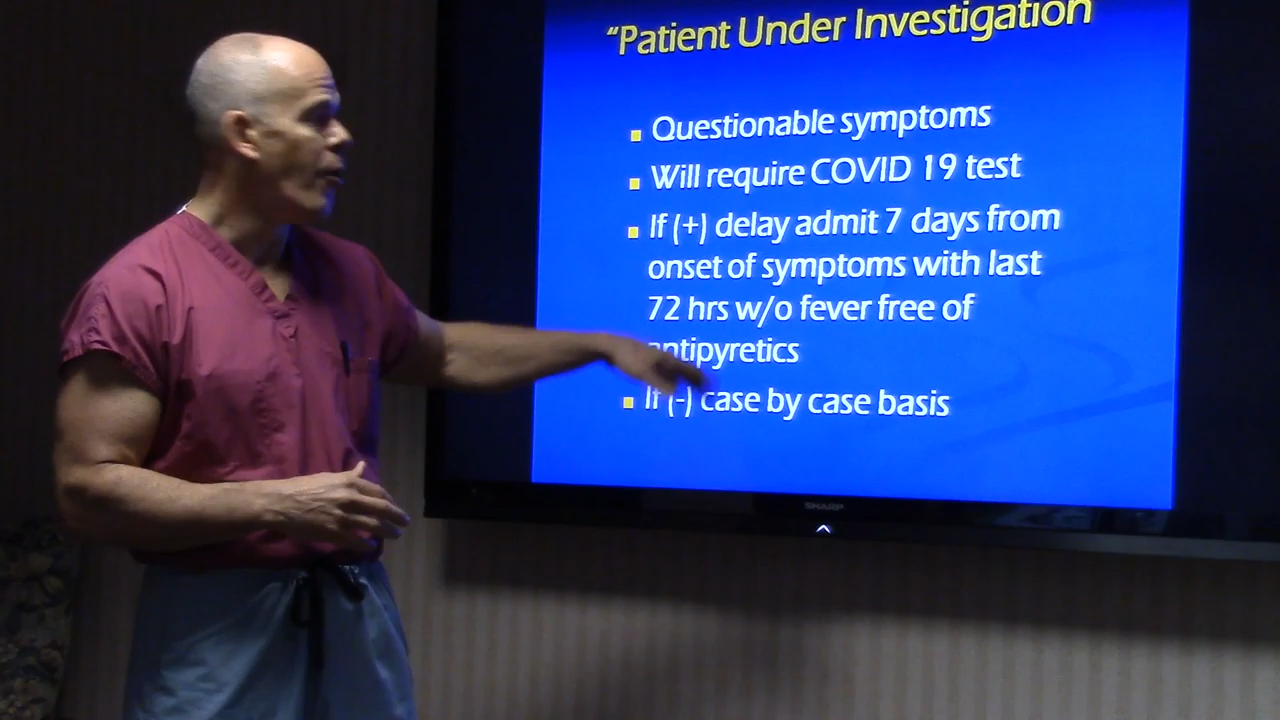 “Patient Under Investigation
Questionable symptoms
Will require COVID 19 test
If (+) delay admit 7 days from
onset of symptoms with last
72 hrs w/o fever free of
antipyretics
If (-) case by case basis
SHARP